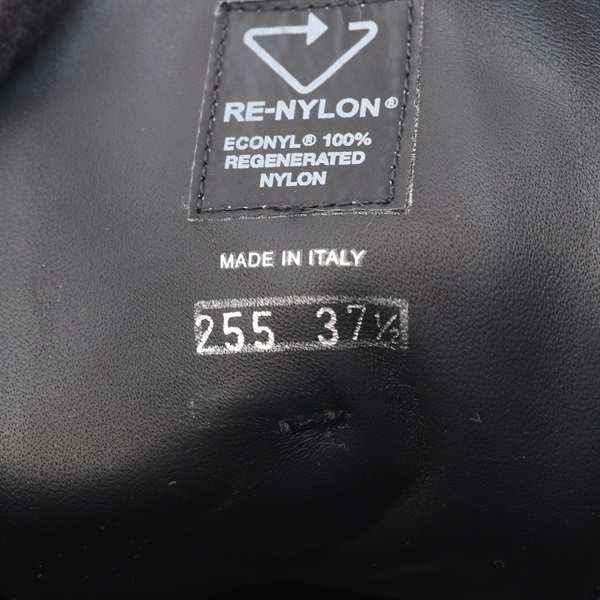 RE-NYLON®
ECONYL® 100%
REGENERATED
NYLON
MADE IN ITALY
255 37½